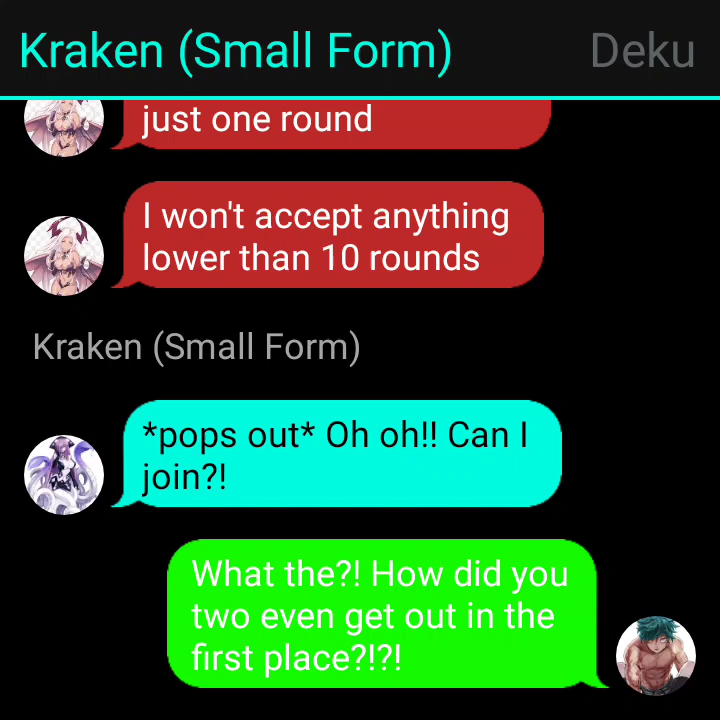 Kraken (Small Form) Deku
just one round
I won't accept anything
lower than 10 rounds
Kraken (Small Form)
*pops out* Oh oh!! Can I
join?!
What the?! How did you
two even get out in the
first place?!?!